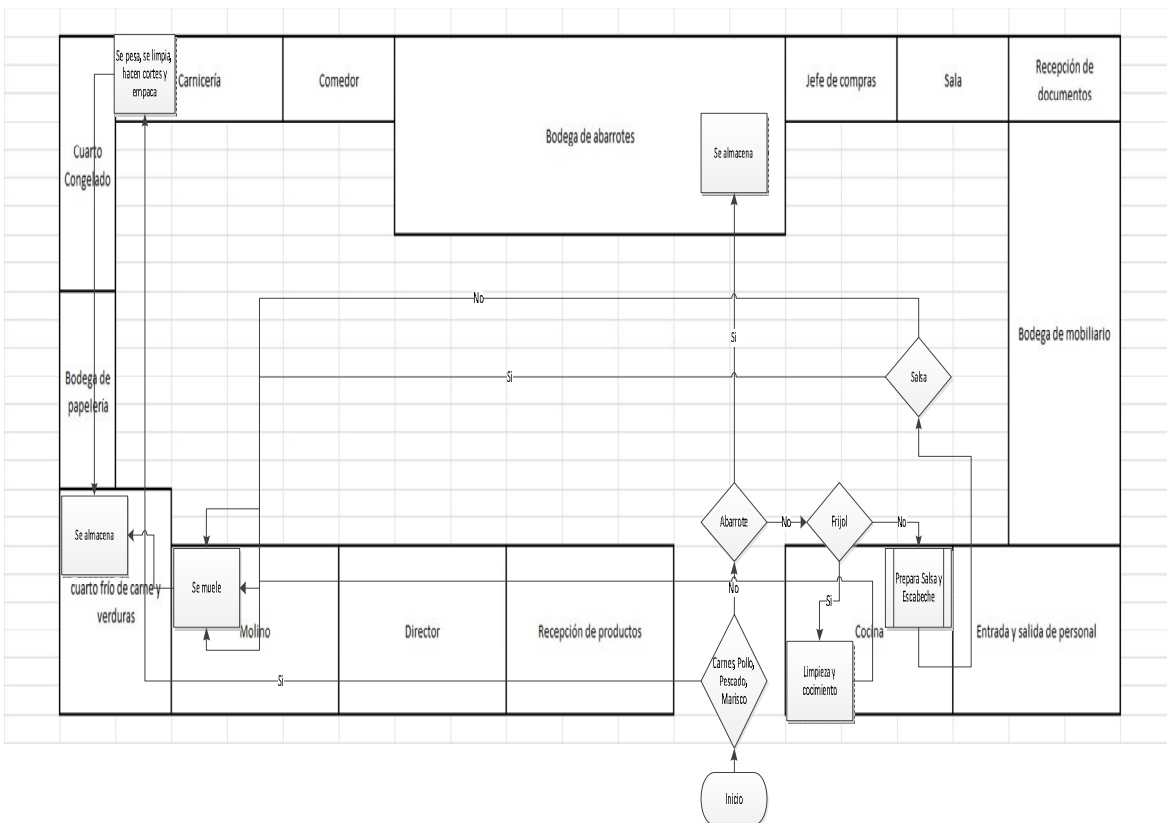 Se pesa, se limpia,
hacen cortes y
empaca
Carnicería
Comedor
Bodega de abarrotes
Se almacena
Jefe de compras
Sala
Recepción de
documentos
Cuarto
Congelado
No
Si
Bodega de mobiliario
Bodega de
papelería
Si
Salsa
Se almacena
Abarrote
No
Frijol
No
cuarto frío de carne y
verduras
Se muele
Molino
Director
Recepción de productos
No
Si
Prepara Salsa y
Escabeche
Cocina
Entrada y salida de personal
Si
Carnes, Pollo,
Pescado,
Marisco
Limpieza y
cocimiento
Inicio